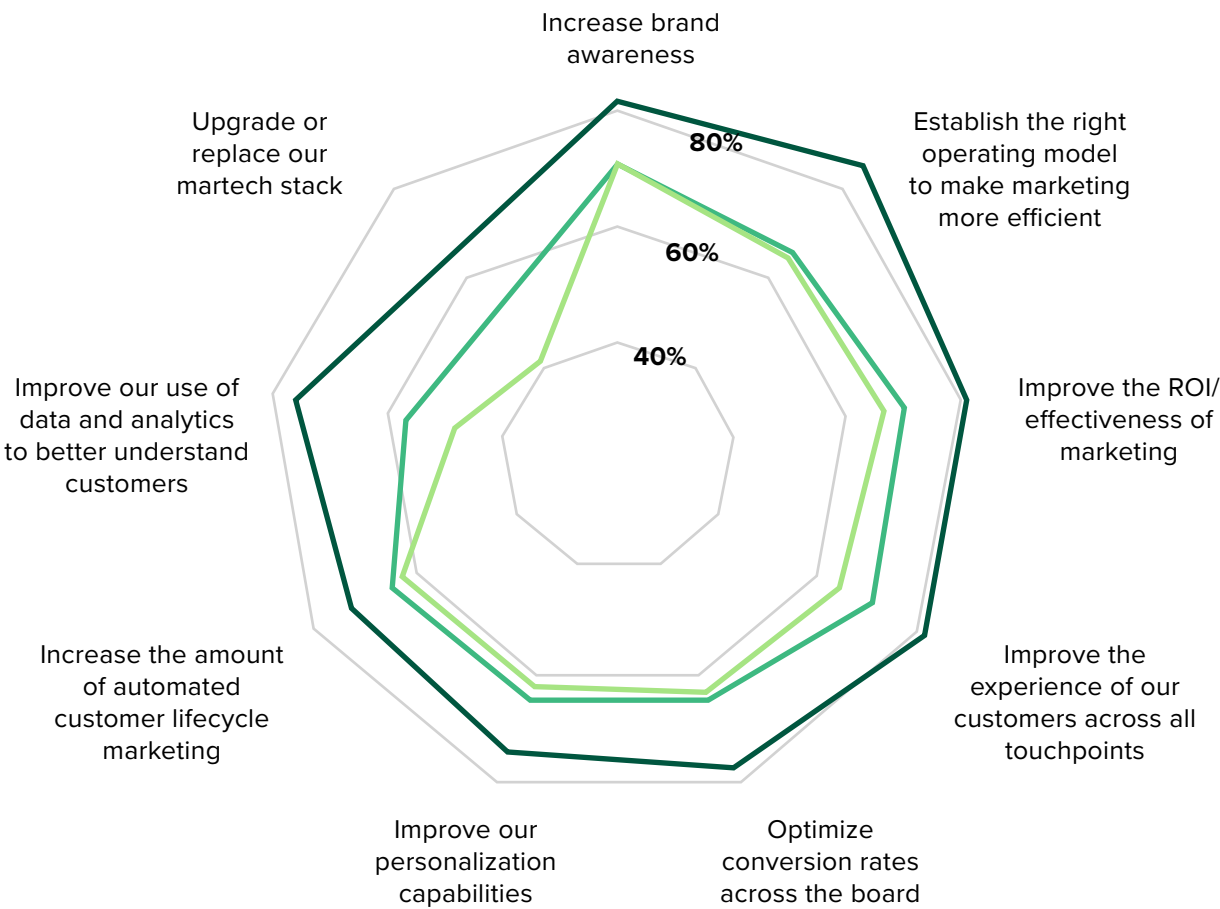 Increase brand
awareness
80%
60%
40%
Establish the right
operating model
to make marketing
more efficient
Improve the ROI/
effectiveness of
marketing
Improve the
experience of our
customers across all
touchpoints
Optimize
conversion rates
across the board
Improve our
personalization
capabilities
Increase the amount
of automated
customer lifecycle
marketing
Improve our use of
data and analytics
to better understand
customers
Upgrade or
replace our
martech stack